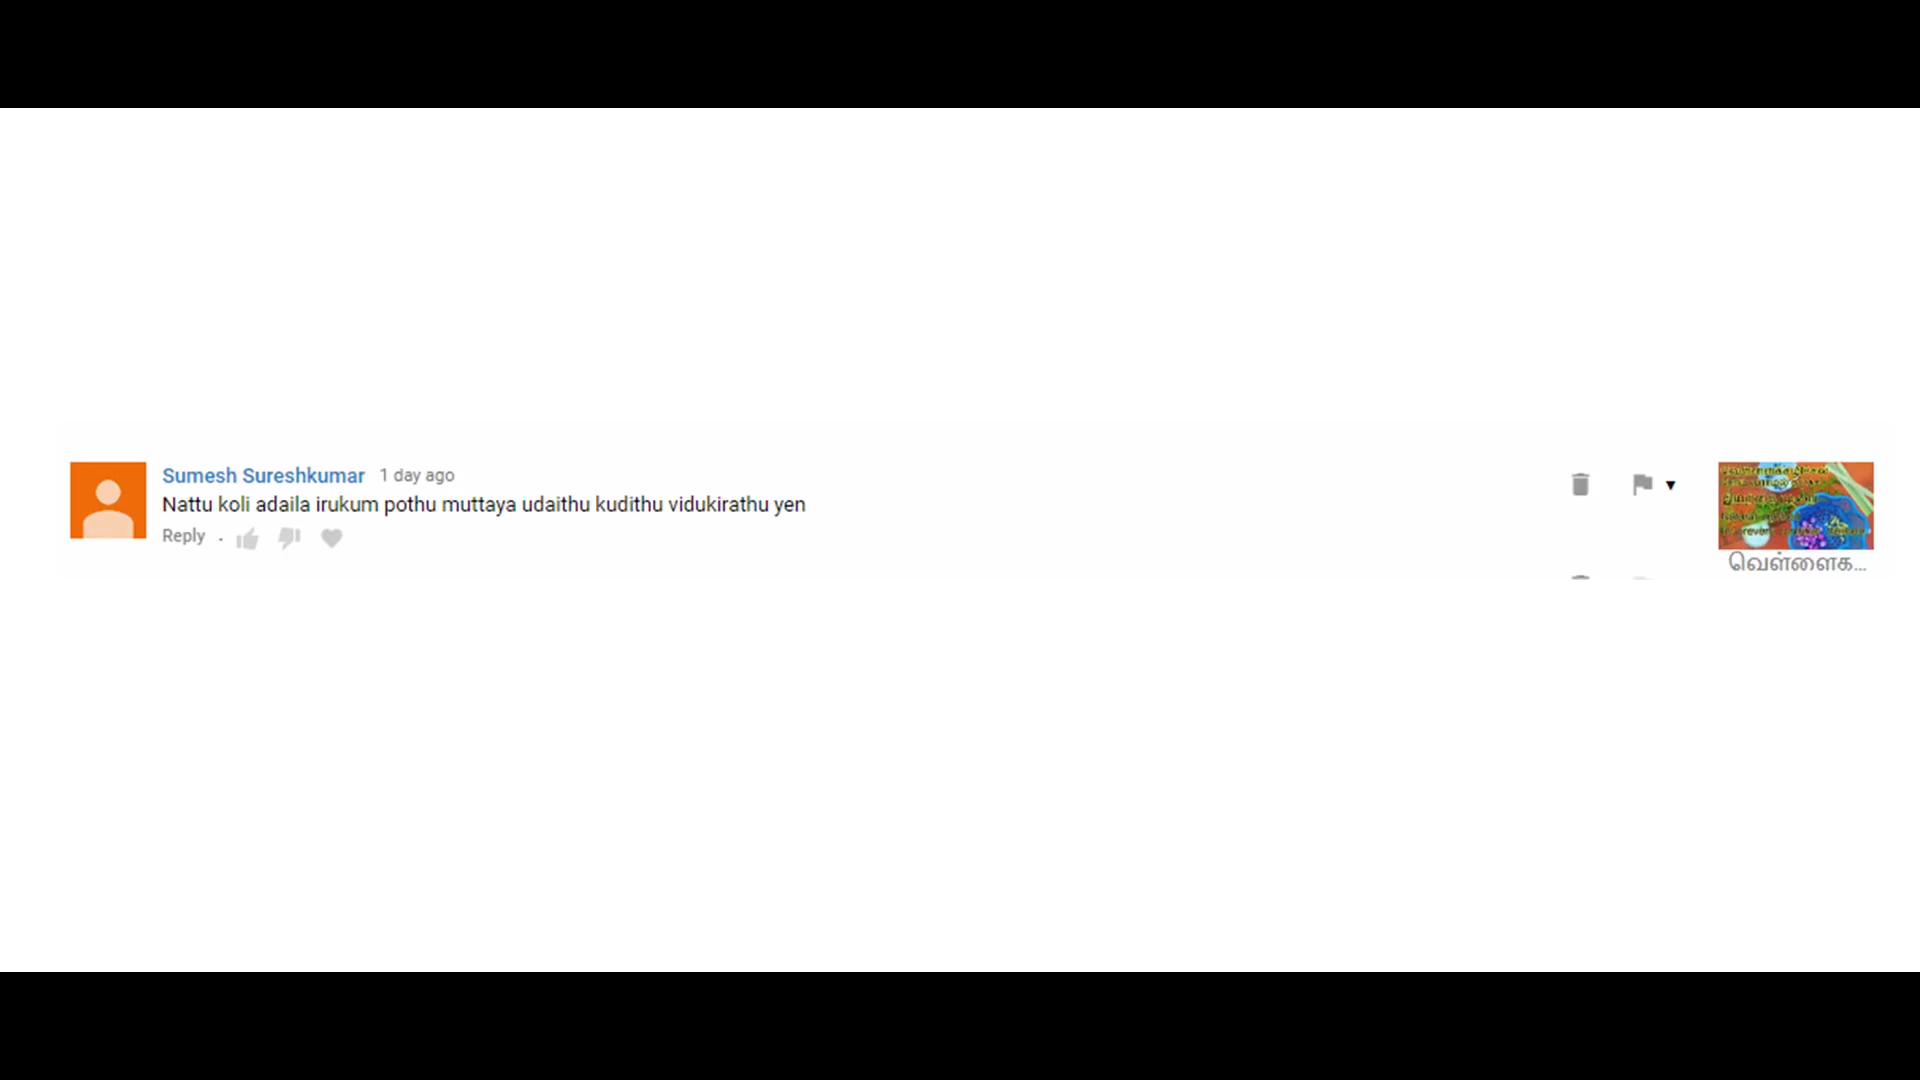 Sumesh Sureshkumar 1 day ago
Nattu koli adaila irukum pothu muttaya udaithu kudithu vidukirathu yen
Reply .
வெள்ளைக...